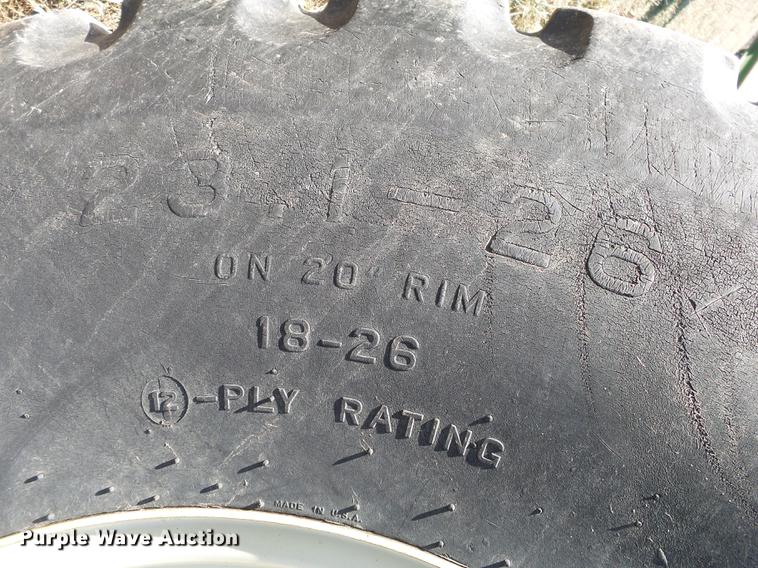 23.1-26
ON 20" RIM
18-26
12-PLY RATING
MADE IN U.S.A.
Purple Wave Auction